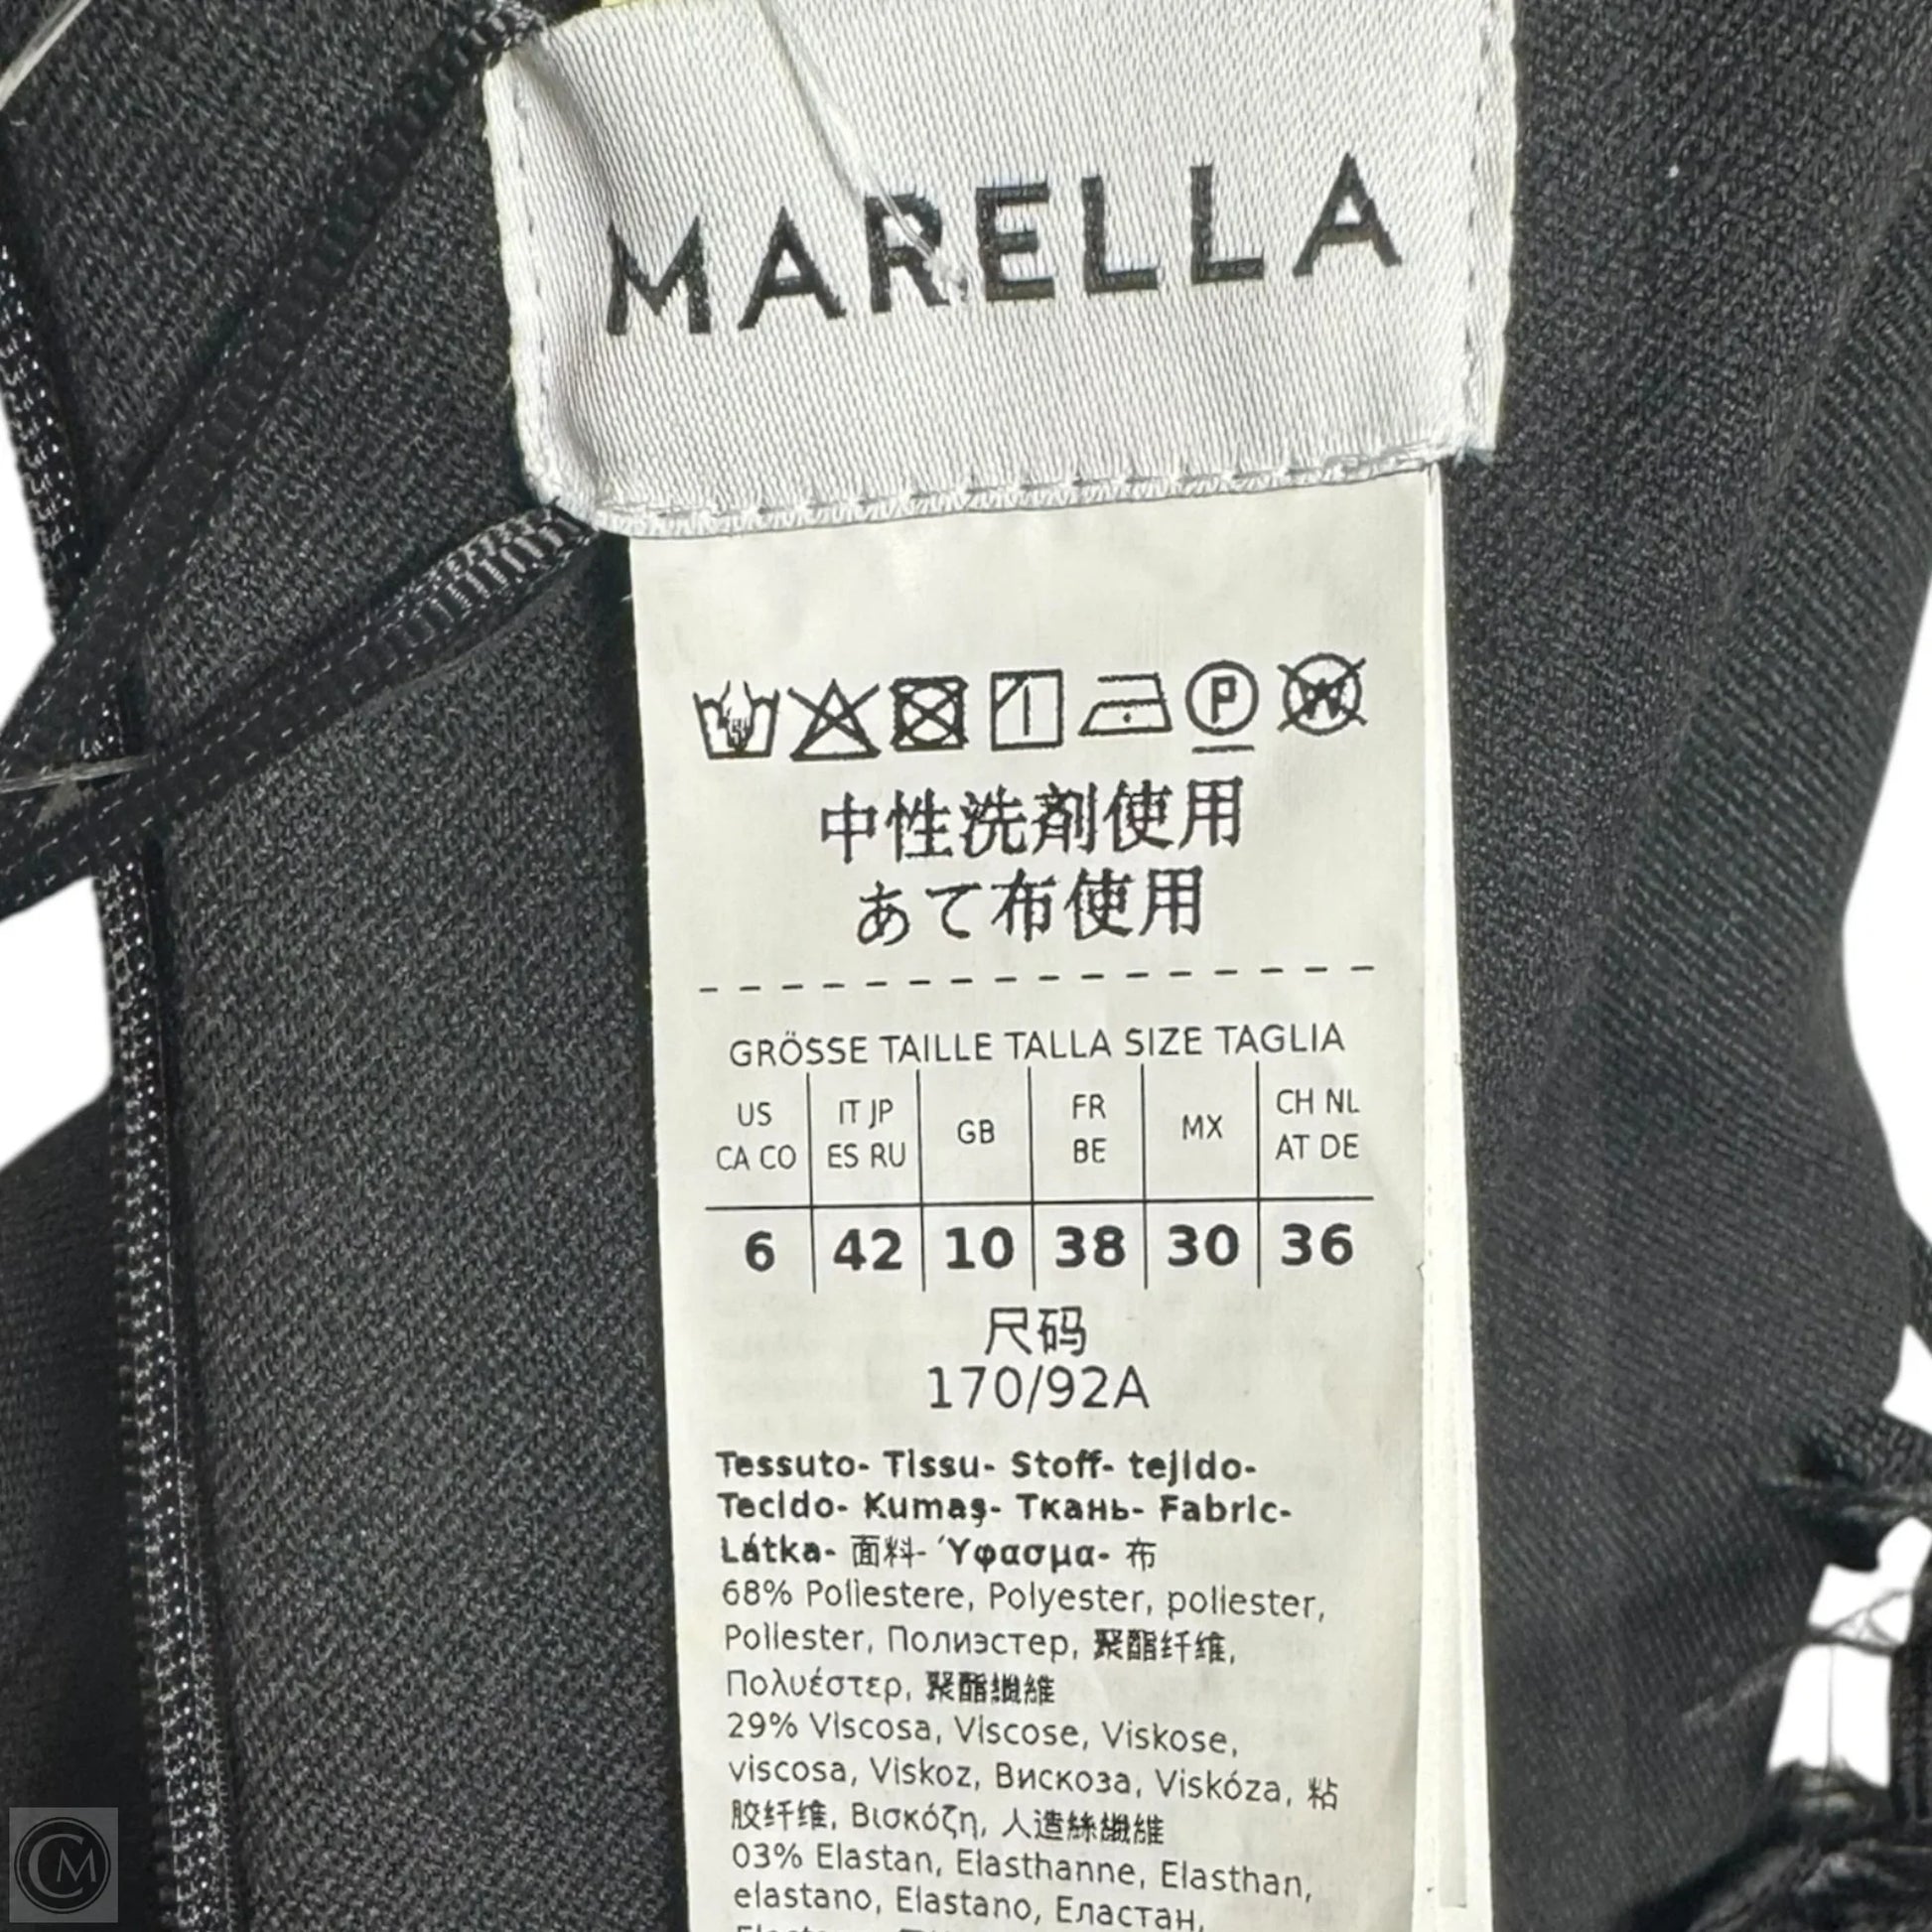 MARELLA
P W
中性洗剤使用
あて布使用
GRÖSSE TAILLE TALLA SIZE TAGLIA
US CA CO | IT JP ES RU | GB | FR BE | MX | CH NL AT DE
6 | 42 | 10 | 38 | 30 | 36
尺码
170/92A
Tessuto- Tissu- Stoff- tejido-
Tecido- Kumaş- Ткань- Fabric-
Látka- 面料- Ύφασμα- 布
68% Poliestere, Polyester, poliester,
Poliester, Полиэстер, 聚酯纤维,
Πολυέστερ, 聚酯纖維
29% Viscosa, Viscose, Viskose,
viscosa, Viskoz, Вискоза, Viskóza, 粘
胶纤维, Βισκόζη, 人造絲纖維
03% Elastan, Elasthanne, Elasthan,
elastano, Elastano, Еластан,
CM